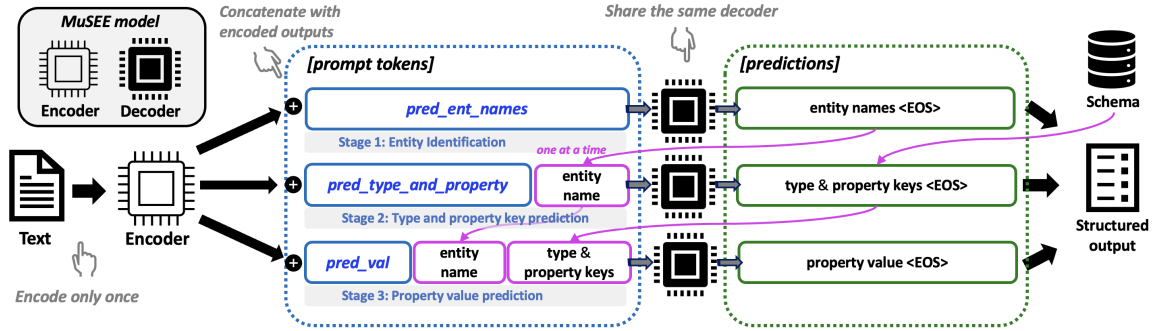 MuSEE model
Encoder
Decoder
Concatenate with
encoded outputs
Share the same decoder
[prompt tokens]
[predictions]
Schema
pred_ent_names
entity names <EOS>
Stage 1: Entity Identification
one at a time
pred_type_and_property
entity
name
type & property keys <EOS>
Stage 2: Type and property key prediction
Text
Encoder
Structured
output
pred_val
entity
name
type &
property keys
property value <EOS>
Stage 3: Property value prediction
Encode only once